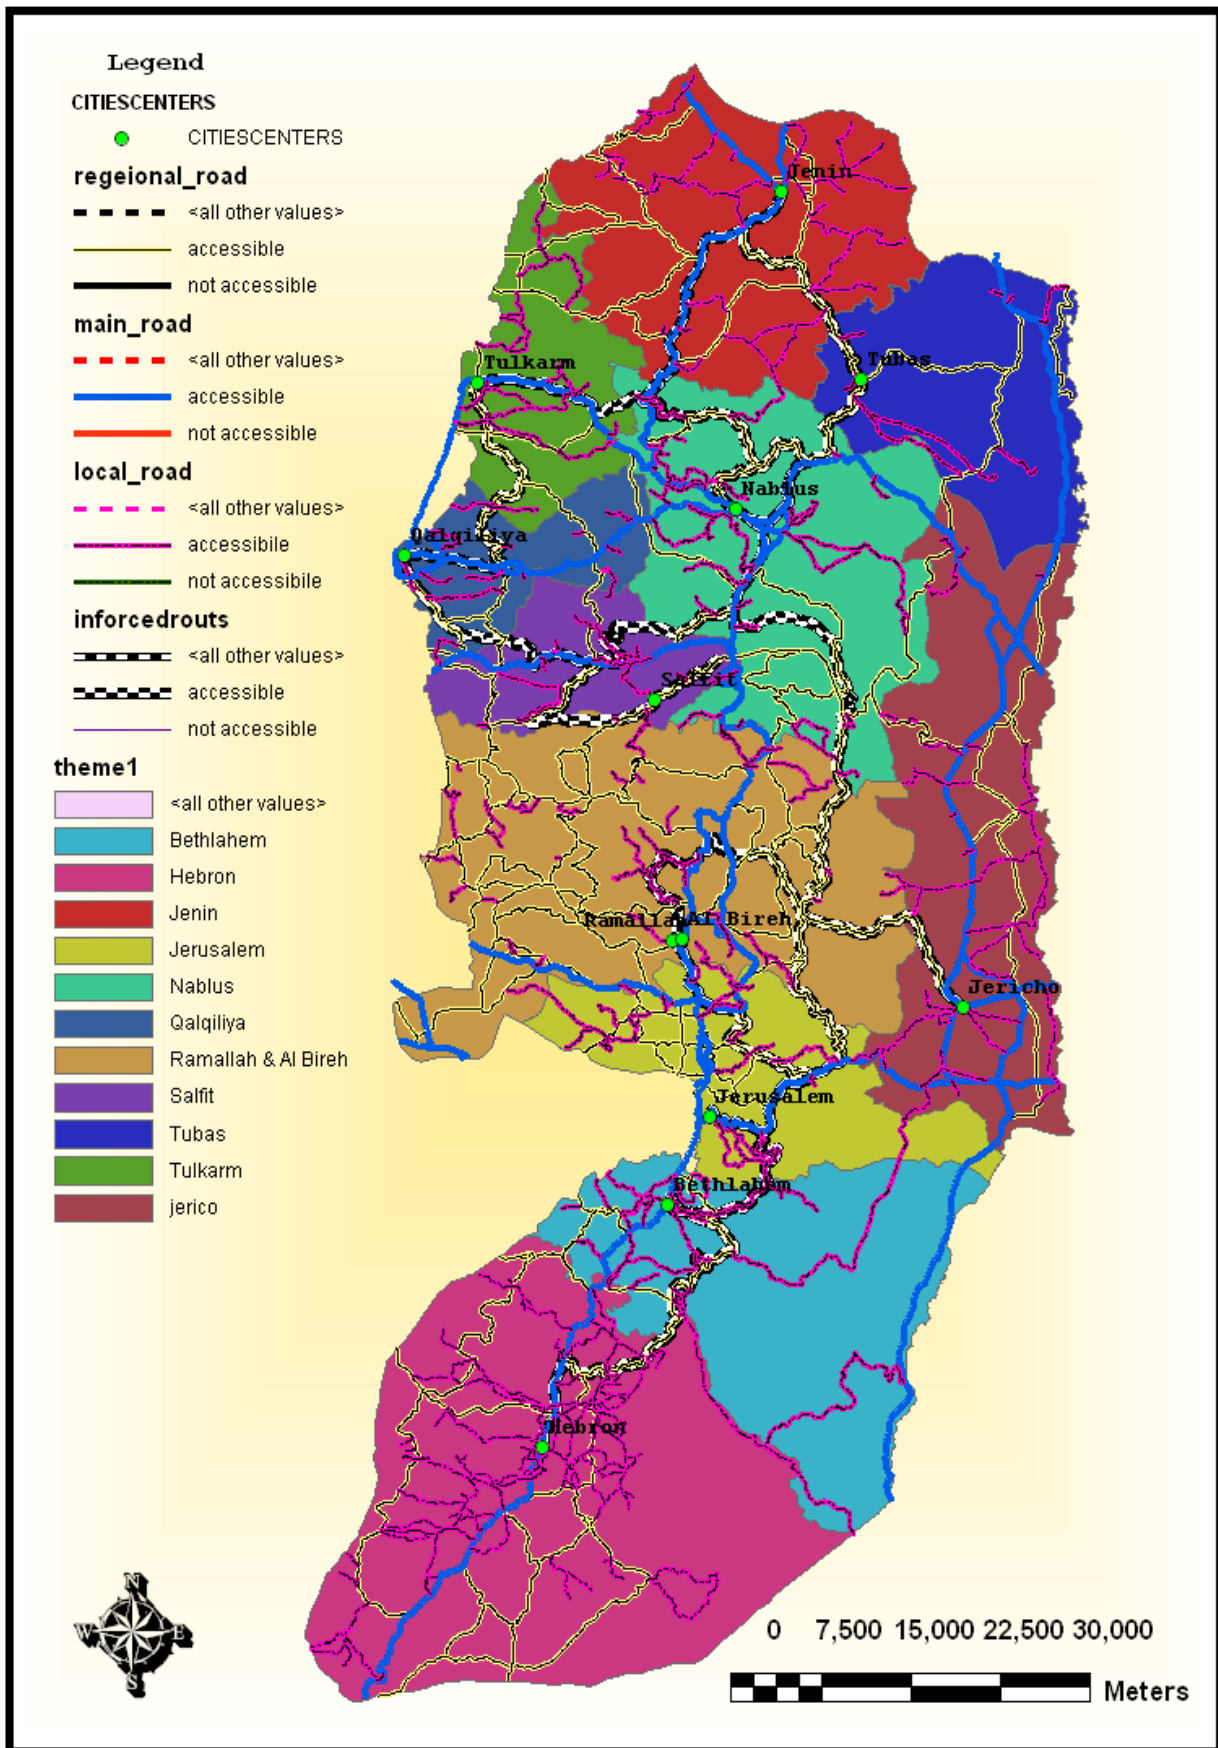 Legend
CITIESCENTERS
CITIESCENTERS
regeional_road
<all other values>
accessible
not accessible
main_road
<all other values>
accessible
not accessible
local_road
<all other values>
accessibile
not accessibile
inforcedrouts
<all other values>
accessible
not accessible
theme1
<all other values>
Bethlahem
Hebron
Jenin
Jerusalem
Nablus
Qalqiliya
Ramallah & Al Bireh
Salfit
Tubas
Tulkarm
jerico
Jenin
Tubas
Tulkarm
Nablus
Qalqiliya
Salfit
Ramallah
Al Bireh
Jericho
Jerusalem
Bethlahem
Hebron
N
W E
S
0 7,500 15,000 22,500 30,000
Meters